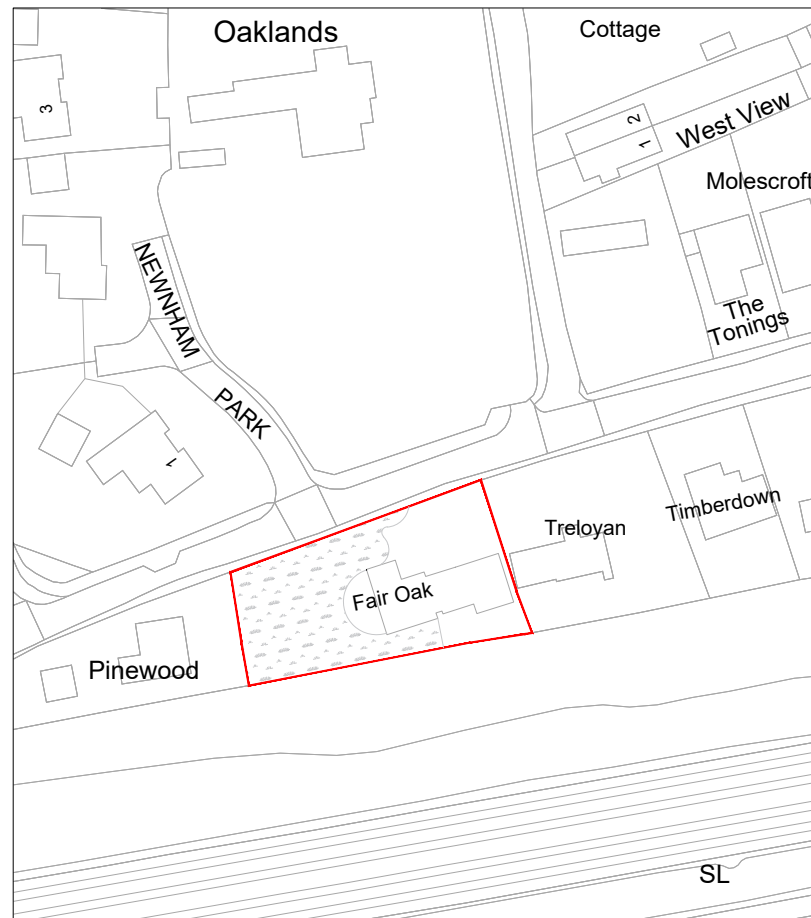 Oaklands
Cottage
3
2
1
West View
Molescroft
The
Tonings
NEWNHAM
PARK
1
Treloyan
Timberdown
Fair Oak
Pinewood
SL